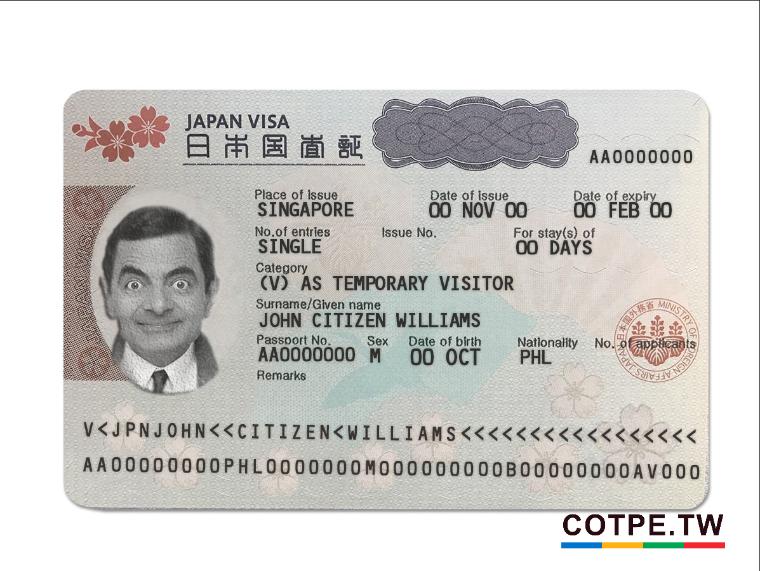 JAPAN VISA
日本国査証
AA0000000
Place of issue
SINGAPORE
Date of issue
00 NOV 00
Date of expiry
00 FEB 00
No.of entries
SINGLE
Issue No.
For stay(s) of
00 DAYS
Category
(V) AS TEMPORARY VISITOR
Surname/Given name
JOHN CITIZEN WILLIAMS
Passport No.
AA0000000
Sex
M
Date of birth
00 OCT
Nationality
PHL
No. of applicants
Remarks
V<JPNJOHN<<CITIZEN<WILLIAMS<<<<<<<<<<<<<<<<<<
AA00000000PHL0000000M000000000B00000000AV000
JAPAN VISA
日本国外務省 MINISTRY OF FOREIGN AFFAIRS JAPAN
COTPE.TW